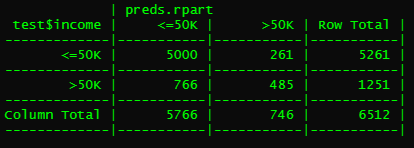 | preds.rpart
test$income | <=50K | >50K | Row Total |
-------------|-----------|-----------|-----------|
<=50K | 5000 | 261 | 5261 |
-------------|-----------|-----------|-----------|
>50K | 766 | 485 | 1251 |
-------------|-----------|-----------|-----------|
Column Total | 5766 | 746 | 6512 |
-------------|-----------|-----------|-----------|